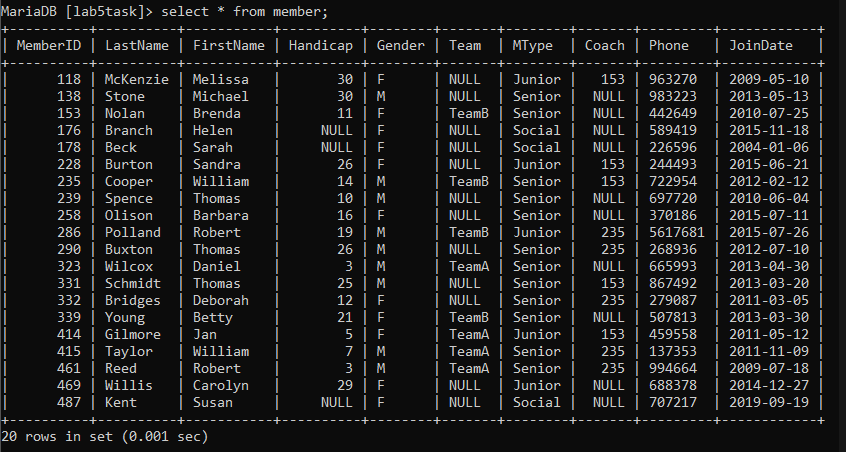 MariaDB [lab5task]> select * from member;
+----------+----------+-----------+----------+--------+-------+--------+-------+---------+------------+
| MemberID | LastName | FirstName | Handicap | Gender | Team  | MType  | Coach | Phone   | JoinDate   |
+----------+----------+-----------+----------+--------+-------+--------+-------+---------+------------+
|      118 | McKenzie | Melissa   |       30 | F      | NULL  | Junior |   153 | 963270  | 2009-05-10 |
|      138 | Stone    | Michael   |       30 | M      | NULL  | Senior |  NULL | 983223  | 2013-05-13 |
|      153 | Nolan    | Brenda    |       11 | F      | TeamB | Senior |  NULL | 442649  | 2010-07-25 |
|      176 | Branch   | Helen     |     NULL | F      | NULL  | Social |  NULL | 589419  | 2015-11-18 |
|      178 | Beck     | Sarah     |     NULL | F      | NULL  | Social |  NULL | 226596  | 2004-01-06 |
|      228 | Burton   | Sandra    |       26 | F      | NULL  | Junior |   153 | 244493  | 2015-06-21 |
|      235 | Cooper   | William   |       14 | M      | TeamB | Senior |   153 | 722954  | 2012-02-12 |
|      239 | Spence   | Thomas    |       10 | M      | NULL  | Senior |  NULL | 697720  | 2010-06-04 |
|      258 | Olison   | Barbara   |       16 | F      | NULL  | Senior |  NULL | 370186  | 2015-07-11 |
|      286 | Polland  | Robert    |       19 | M      | TeamB | Junior |   235 | 5617681 | 2015-07-26 |
|      290 | Buxton   | Thomas    |       26 | M      | NULL  | Senior |   235 | 268936  | 2012-07-10 |
|      323 | Wilcox   | Daniel    |        3 | M      | TeamA | Senior |  NULL | 665993  | 2013-04-30 |
|      331 | Schmidt  | Thomas    |       25 | M      | NULL  | Senior |   153 | 867492  | 2013-03-20 |
|      332 | Bridges  | Deborah   |       12 | F      | NULL  | Senior |   235 | 279087  | 2011-03-05 |
|      339 | Young    | Betty     |       21 | F      | TeamB | Senior |  NULL | 507813  | 2013-03-30 |
|      414 | Gilmore  | Jan       |        5 | F      | TeamA | Junior |   153 | 459558  | 2011-05-12 |
|      415 | Taylor   | William   |        7 | M      | TeamA | Senior |   235 | 137353  | 2011-11-09 |
|      461 | Reed     | Robert    |        3 | M      | TeamA | Senior |   235 | 994664  | 2009-07-18 |
|      469 | Willis   | Carolyn   |       29 | F      | NULL  | Junior |  NULL | 688378  | 2014-12-27 |
|      487 | Kent     | Susan     |     NULL | F      | NULL  | Social |  NULL | 707217  | 2019-09-19 |
+----------+----------+-----------+----------+--------+-------+--------+-------+---------+------------+
20 rows in set (0.001 sec)